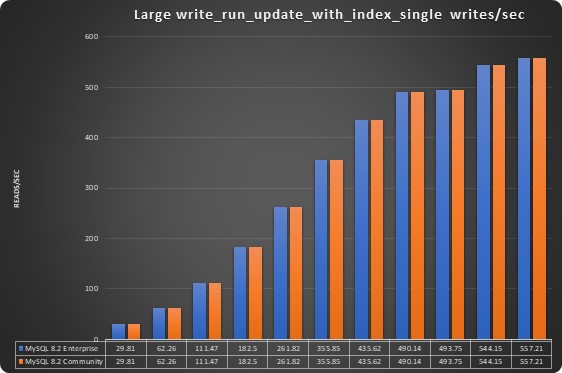 Large write_run_update_with_index_single writes/sec
600
500
400
300
200
100
0
READS/SEC
MySQL 8.2 Enterprise 29.81 62.26 111.47 182.5 261.82 355.85 435.62 490.14 493.75 544.15 557.21
MySQL 8.2 Community 29.81 62.26 111.47 182.5 261.82 355.85 435.62 490.14 493.75 544.15 557.21